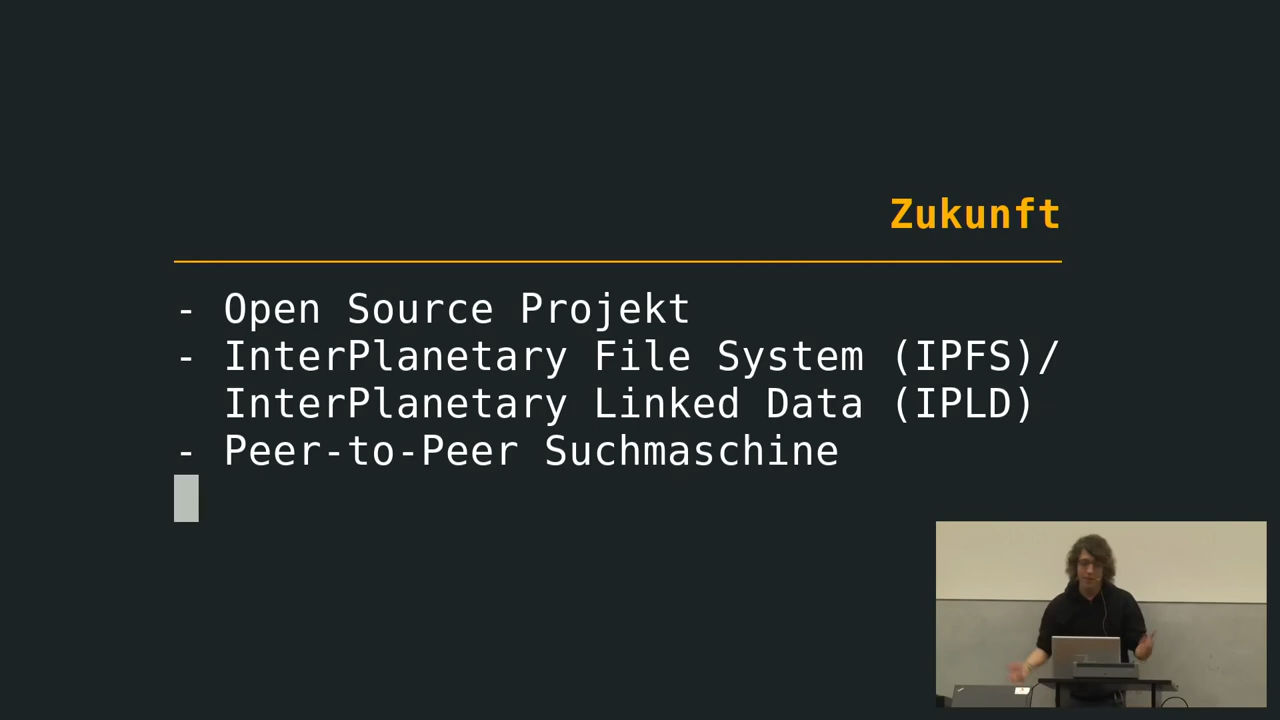 Zukunft
- Open Source Projekt
- InterPlanetary File System (IPFS)/
InterPlanetary Linked Data (IPLD)
- Peer-to-Peer Suchmaschine